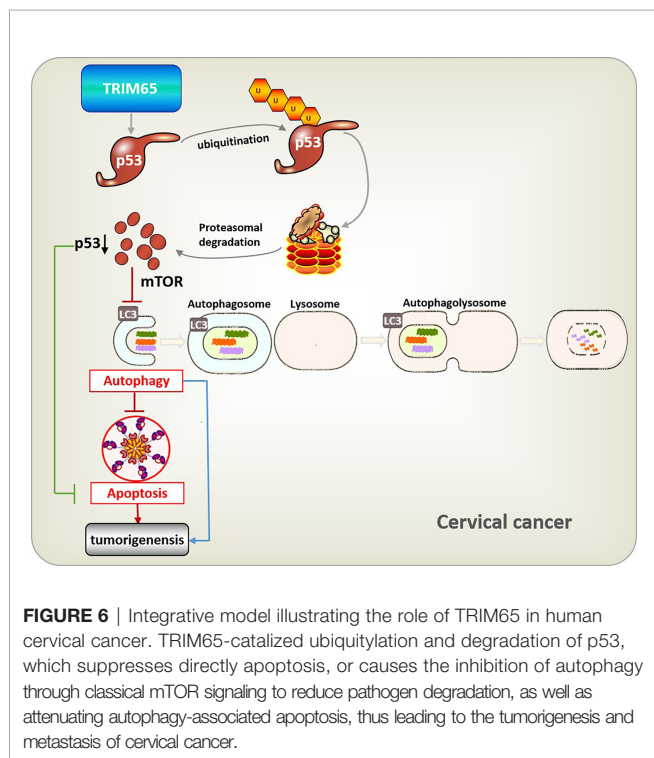 TRIM65
U U U U
p53
ubiquitination
p53
Proteasomal
degradation
p53↓
mTOR
LC3
Autophagosome
Lysosome
Autophagolysosome
LC3
LC3
Autophagy
Apoptosis
tumorigenensis
Cervical cancer
FIGURE 6 | Integrative model illustrating the role of TRIM65 in human
cervical cancer. TRIM65-catalized ubiquitylation and degradation of p53,
which suppresses directly apoptosis, or causes the inhibition of autophagy
through classical mTOR signaling to reduce pathogen degradation, as well as
attenuating autophagy-associated apoptosis, thus leading to the tumorigenesis and
metastasis of cervical cancer.